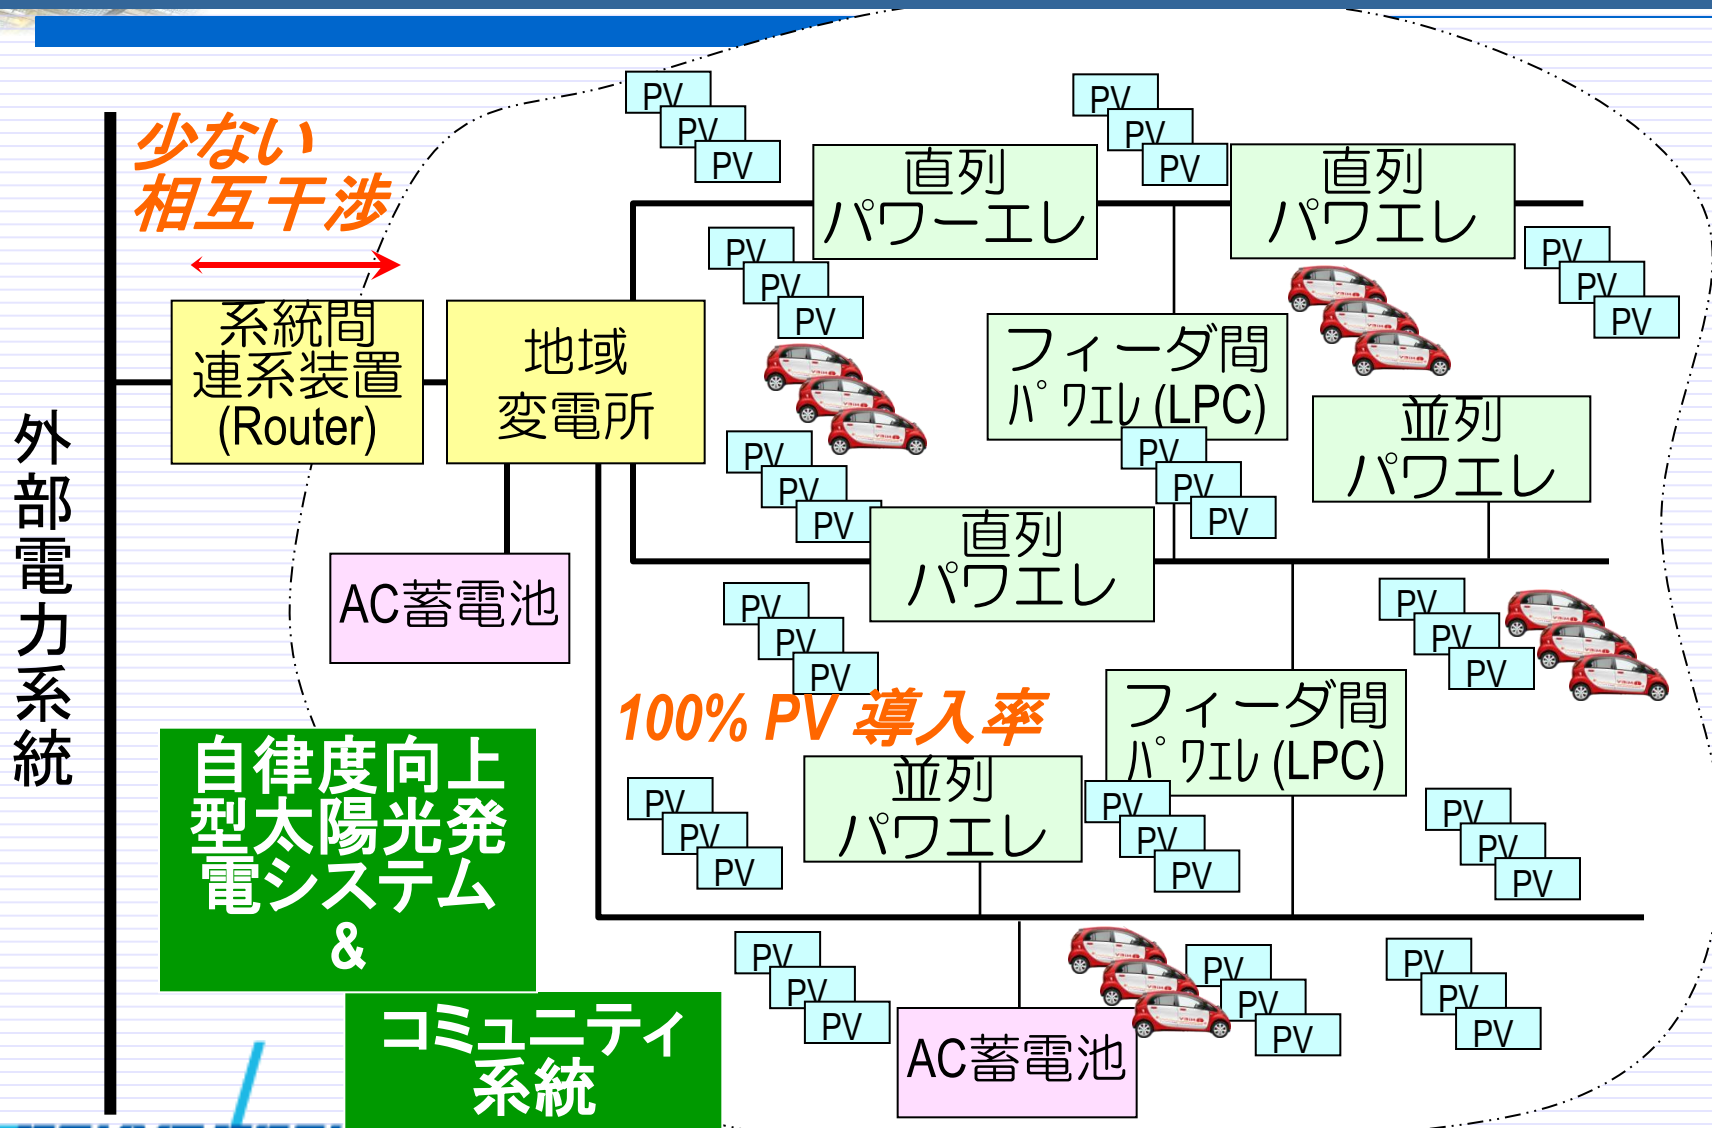 少ない
相互干渉
外部電力系統
系統間
連系装置
(Router)
地域
変電所
AC蓄電池
PV
PV
PV
PV
PV
PV
直列
パワーエレ
直列
パワエレ
PV
PV
PV
PV
PV
PV
フィーダ間
パワエレ(LPC)
並列
パワエレ
PV
PV
PV
PV
PV
PV
直列
パワエレ
PV
PV
PV
PV
PV
PV
100% PV 導入率
フィーダ間
パワエレ(LPC)
並列
パワエレ
PV
PV
PV
PV
PV
PV
PV
PV
PV
自律度向上
型太陽光発
電システム
&
コミュニティ
系統
PV
PV
PV
PV
PV
PV
PV
PV
PV
AC蓄電池